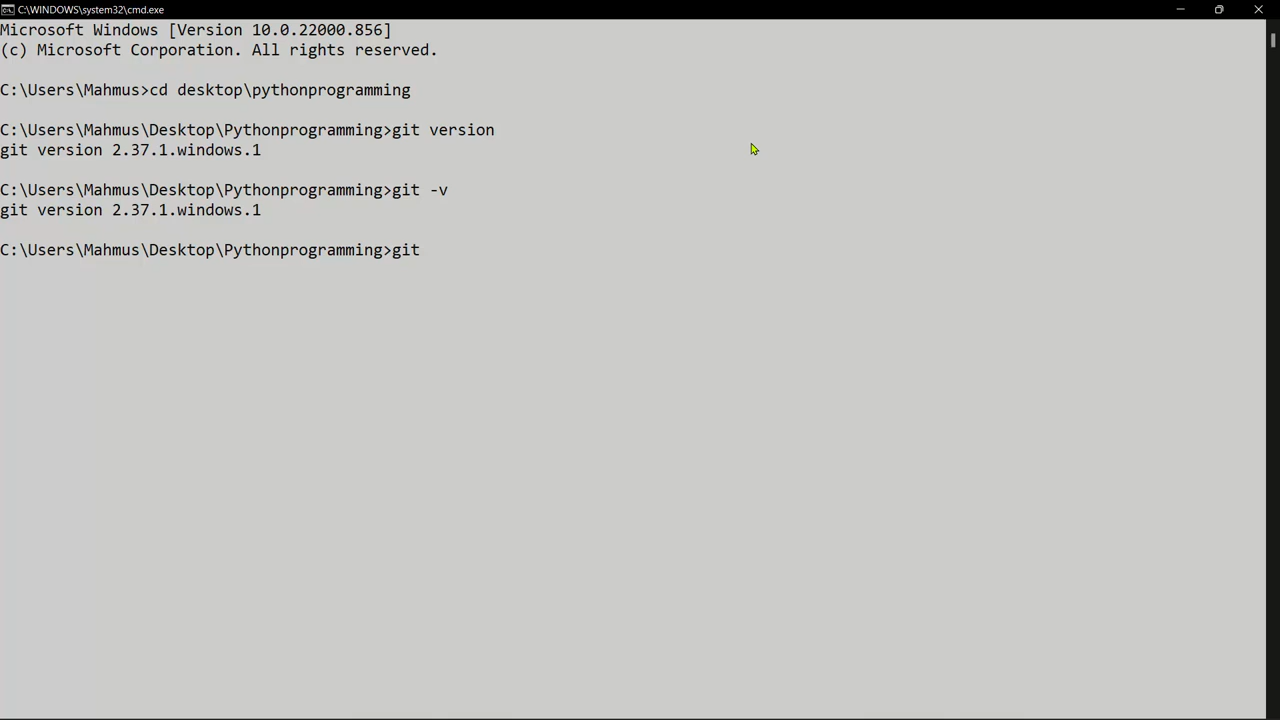 C:\WINDOWS\system32\cmd.exe
Microsoft Windows [Version 10.0.22000.856]
(c) Microsoft Corporation. All rights reserved.
C:\Users\Mahmus>cd desktop\pythonprogramming
C:\Users\Mahmus\Desktop\Pythonprogramming>git version
git version 2.37.1.windows.1
C:\Users\Mahmus\Desktop\Pythonprogramming>git -v
git version 2.37.1.windows.1
C:\Users\Mahmus\Desktop\Pythonprogramming>git